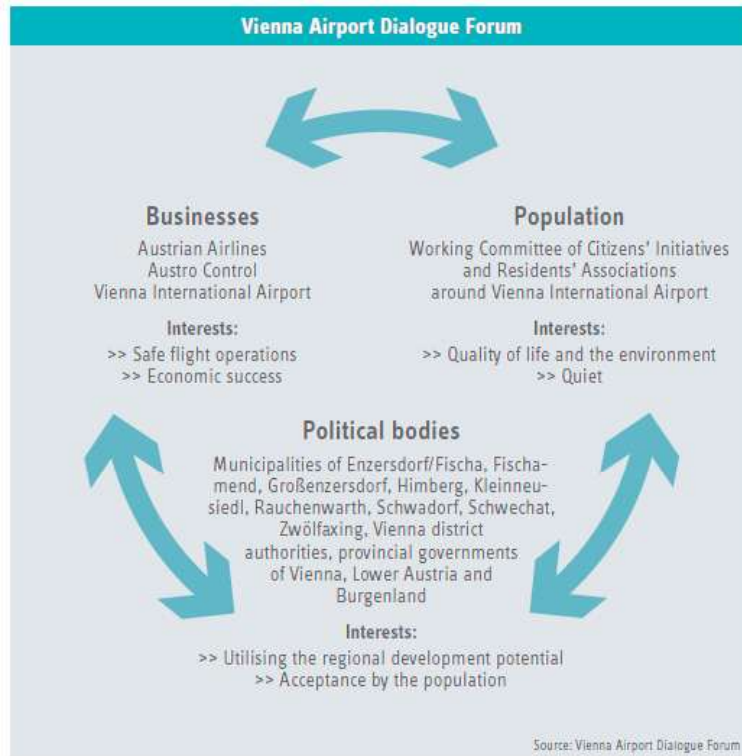 Vienna Airport Dialogue Forum
Businesses
Austrian Airlines
Austro Control
Vienna International Airport
Interests:
>> Safe flight operations
>> Economic success
Population
Working Committee of Citizens' Initiatives
and Residents' Associations
around Vienna International Airport
Interests:
>> Quality of life and the environment
>> Quiet
Political bodies
Municipalities of Enzersdorf/Fischa, Fischa-
mend, Großenzersdorf, Himberg, Kleinneu-
siedl, Rauchenwarth, Schwadorf, Schwechat,
Zwölfaxing, Vienna district
authorities, provincial governments
of Vienna, Lower Austria and
Burgenland
Interests:
>> Utilising the regional development potential
>> Acceptance by the population
Source: Vienna Airport Dialogue Forum